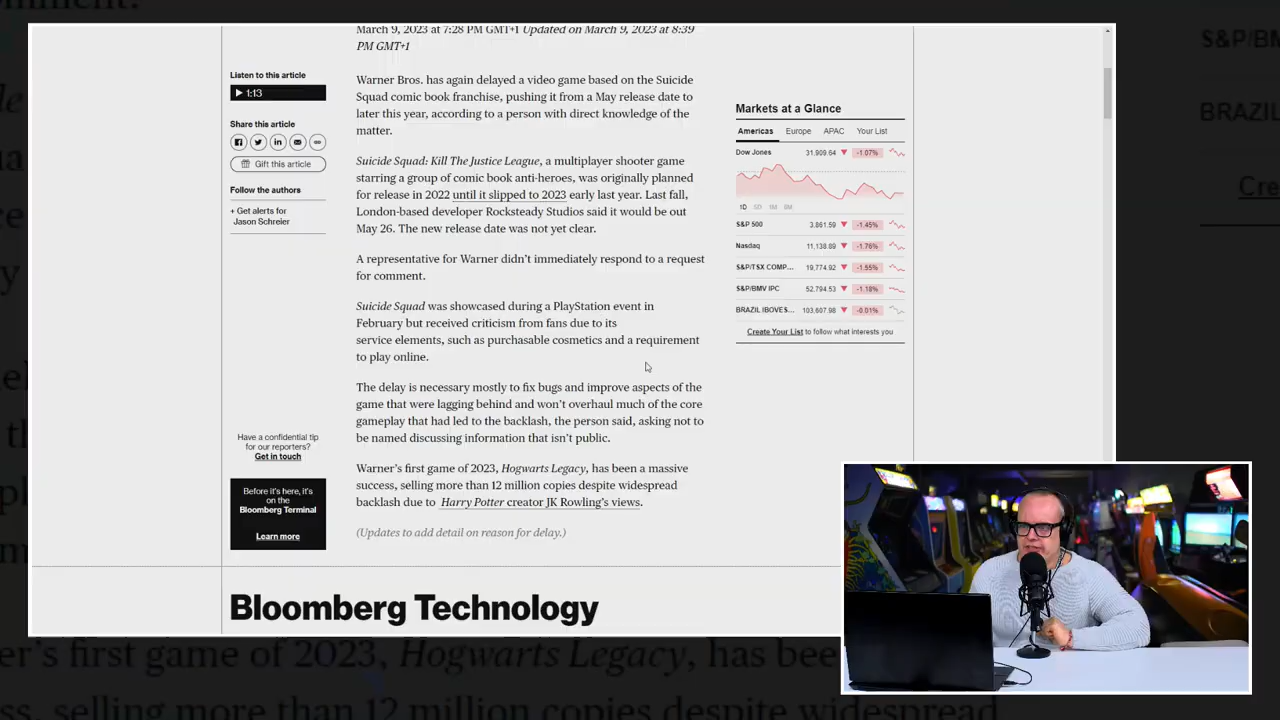 March 9, 2023 at 7:28 PM GMT+1 Updated on March 9, 2023 at 8:39
PM GMT+1
Listen to this article
1:13
Share this article
Gift this article
Follow the authors
+ Get alerts for
Jason Schreier
Warner Bros. has again delayed a video game based on the Suicide
Squad comic book franchise, pushing it from a May release date to
later this year, according to a person with direct knowledge of the
matter.
Suicide Squad: Kill The Justice League, a multiplayer shooter game
starring a group of comic book anti-heroes, was originally planned
for release in 2022 until it slipped to 2023 early last year. Last fall,
London-based developer Rocksteady Studios said it would be out
May 26. The new release date was not yet clear.
A representative for Warner didn't immediately respond to a request
for comment.
Suicide Squad was showcased during a PlayStation event in
February but received criticism from fans due to its
service elements, such as purchasable cosmetics and a requirement
to play online.
The delay is necessary mostly to fix bugs and improve aspects of the
game that were lagging behind and won't overhaul much of the core
gameplay that had led to the backlash, the person said, asking not to
be named discussing information that isn't public.
Warner's first game of 2023, Hogwarts Legacy, has been a massive
success, selling more than 12 million copies despite widespread
backlash due to Harry Potter creator JK Rowling's views.
(Updates to add detail on reason for delay.)
Markets at a Glance
Americas Europe APAC Your List
Dow Jones 31,909.64 -1.07%
1D 5D 1M 6M
S&P 500 3,861.59 -1.45%
Nasdaq 11,138.89 -1.76%
S&P/TSX COMP... 19,774.92 -1.55%
S&P/BMV IPC 52,794.53 -1.18%
BRAZIL IBOVES... 103,607.98 -0.01%
Create Your List to follow what interests you
Have a confidential tip
for our reporters?
Get in touch
Before it's here, it's
on the
Bloomberg Terminal
Learn more
Bloomberg Technology
S&P/BM
BRAZIL
Cre
er's first game of 2023, Hogwarts Legacy, has bee
ss, selling more than 12 million copies despite widespread